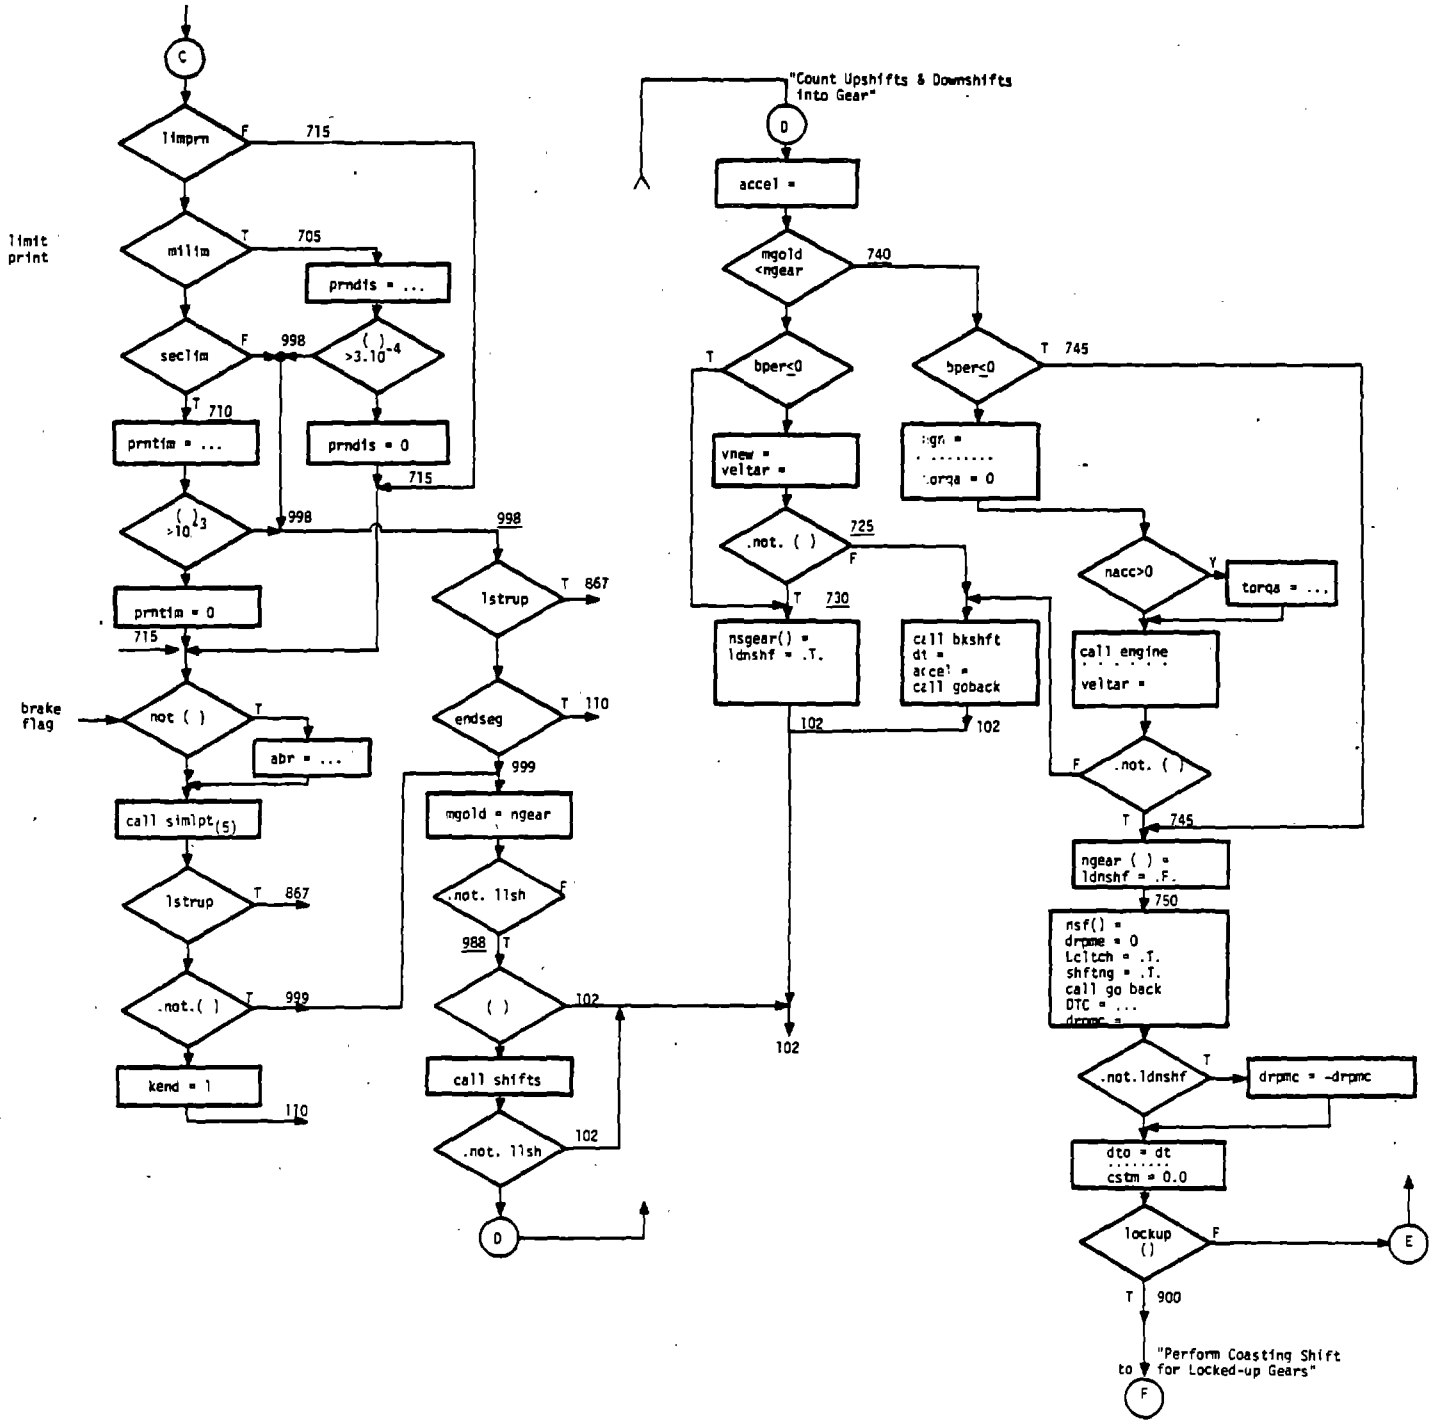 C
limprn
F
715
limit
print
milim
T
705
prndis = ...
seclim
F
998
( )
>3.10-4
T
710
prntim = ...
prndis = 0
715
( )
>10-3
998
998
prntim = 0
715
lstrup
T
867
brake
flag
not ( )
T
abr = ...
endseg
T
110
999
call simlpt(5)
mgold = ngear
lstrup
T
867
.not. llsh
F
988
T
.not.( )
T
999
( )
102
kend = 1
110
call shifts
.not. llsh
102
D
"Count Upshifts & Downshifts
into Gear"
D
accel =
mgold
<ngear
740
T
bper≤0
bper≤0
T
745
vnew =
veltar =
. . . . . . . .
torqa = 0
.not. ( )
725
F
T
730
nacc>0
Y
torqa = ...
nsgear() =
ldnshf = .T.
call bkshft
dt =
accel =
call goback
call engine
. . . . . .
veltar =
102
102
.not. ( )
F
T
745
ngear ( ) =
ldnshf = .F.
750
nsf() =
drpme = 0
Lcltch = .T.
shftng = .T.
call go back
DTC = ...
drpmc =
102
.not.ldnshf
T
drpmc = -drpmc
dto = dt
. . . . . . . .
cstm = 0.0
lockup
()
F
E
T
900
"Perform Coasting Shift
to for Locked-up Gears"
F